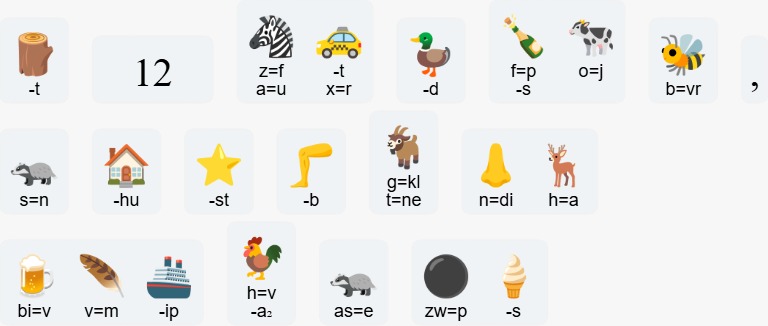 -t 12 z=f a=u -t x=r -d f=p -s o=j b=vr ,
s=n -hu -st -b g=kl t=ne n=di h=a
bi=v v=m -ip h=v -a₂ as=e zw=p -s